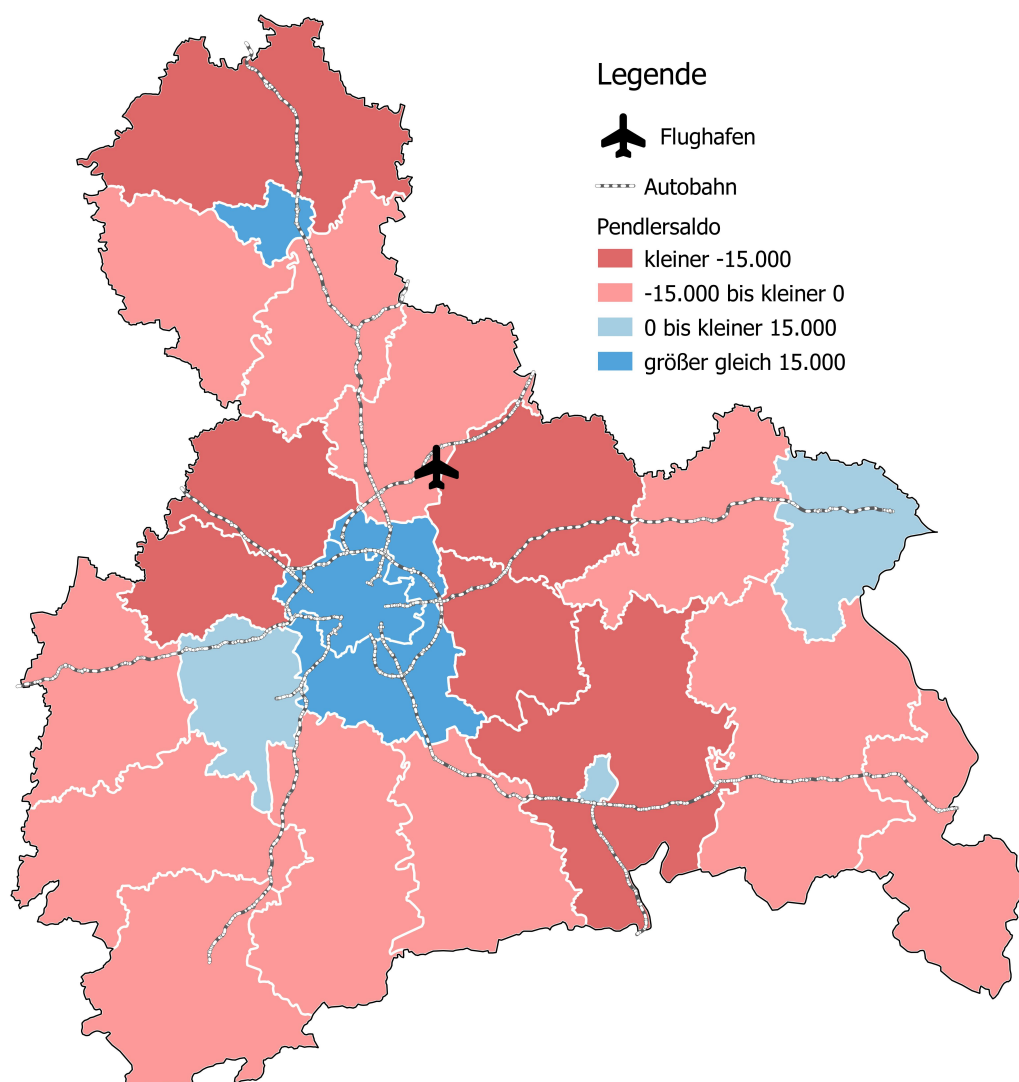 Legende
Flughafen
Autobahn
Pendlersaldo
kleiner -15.000
-15.000 bis kleiner 0
0 bis kleiner 15.000
größer gleich 15.000